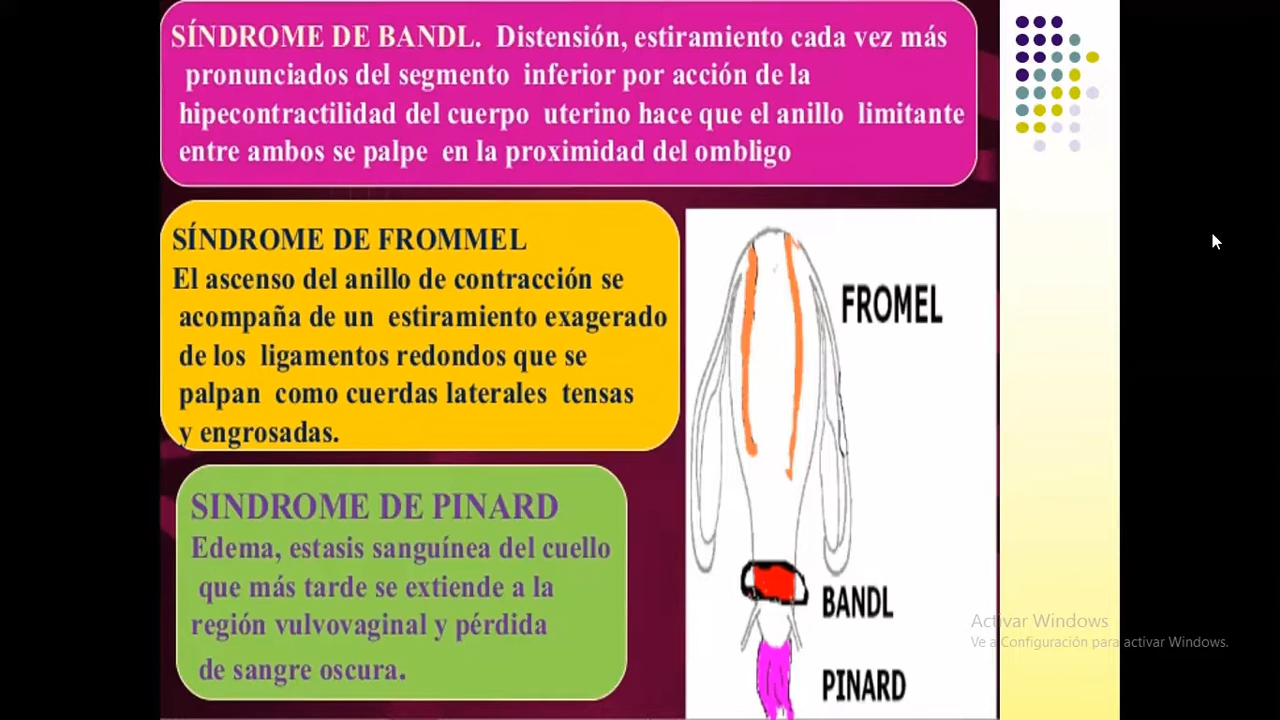 SÍNDROME DE BANDL. Distensión, estiramiento cada vez más
pronunciados del segmento inferior por acción de la
hipecontractilidad del cuerpo uterino hace que el anillo limitante
entre ambos se palpe en la proximidad del ombligo
SÍNDROME DE FROMMEL
El ascenso del anillo de contracción se
acompaña de un estiramiento exagerado
de los ligamentos redondos que se
palpan como cuerdas laterales tensas
y engrosadas.
SINDROME DE PINARD
Edema, estasis sanguínea del cuello
que más tarde se extiende a la
región vulvovaginal y pérdida
de sangre oscura.
FROMEL
BANDL
PINARD
Activar Windows
Ve a Configuración para activar Windows.